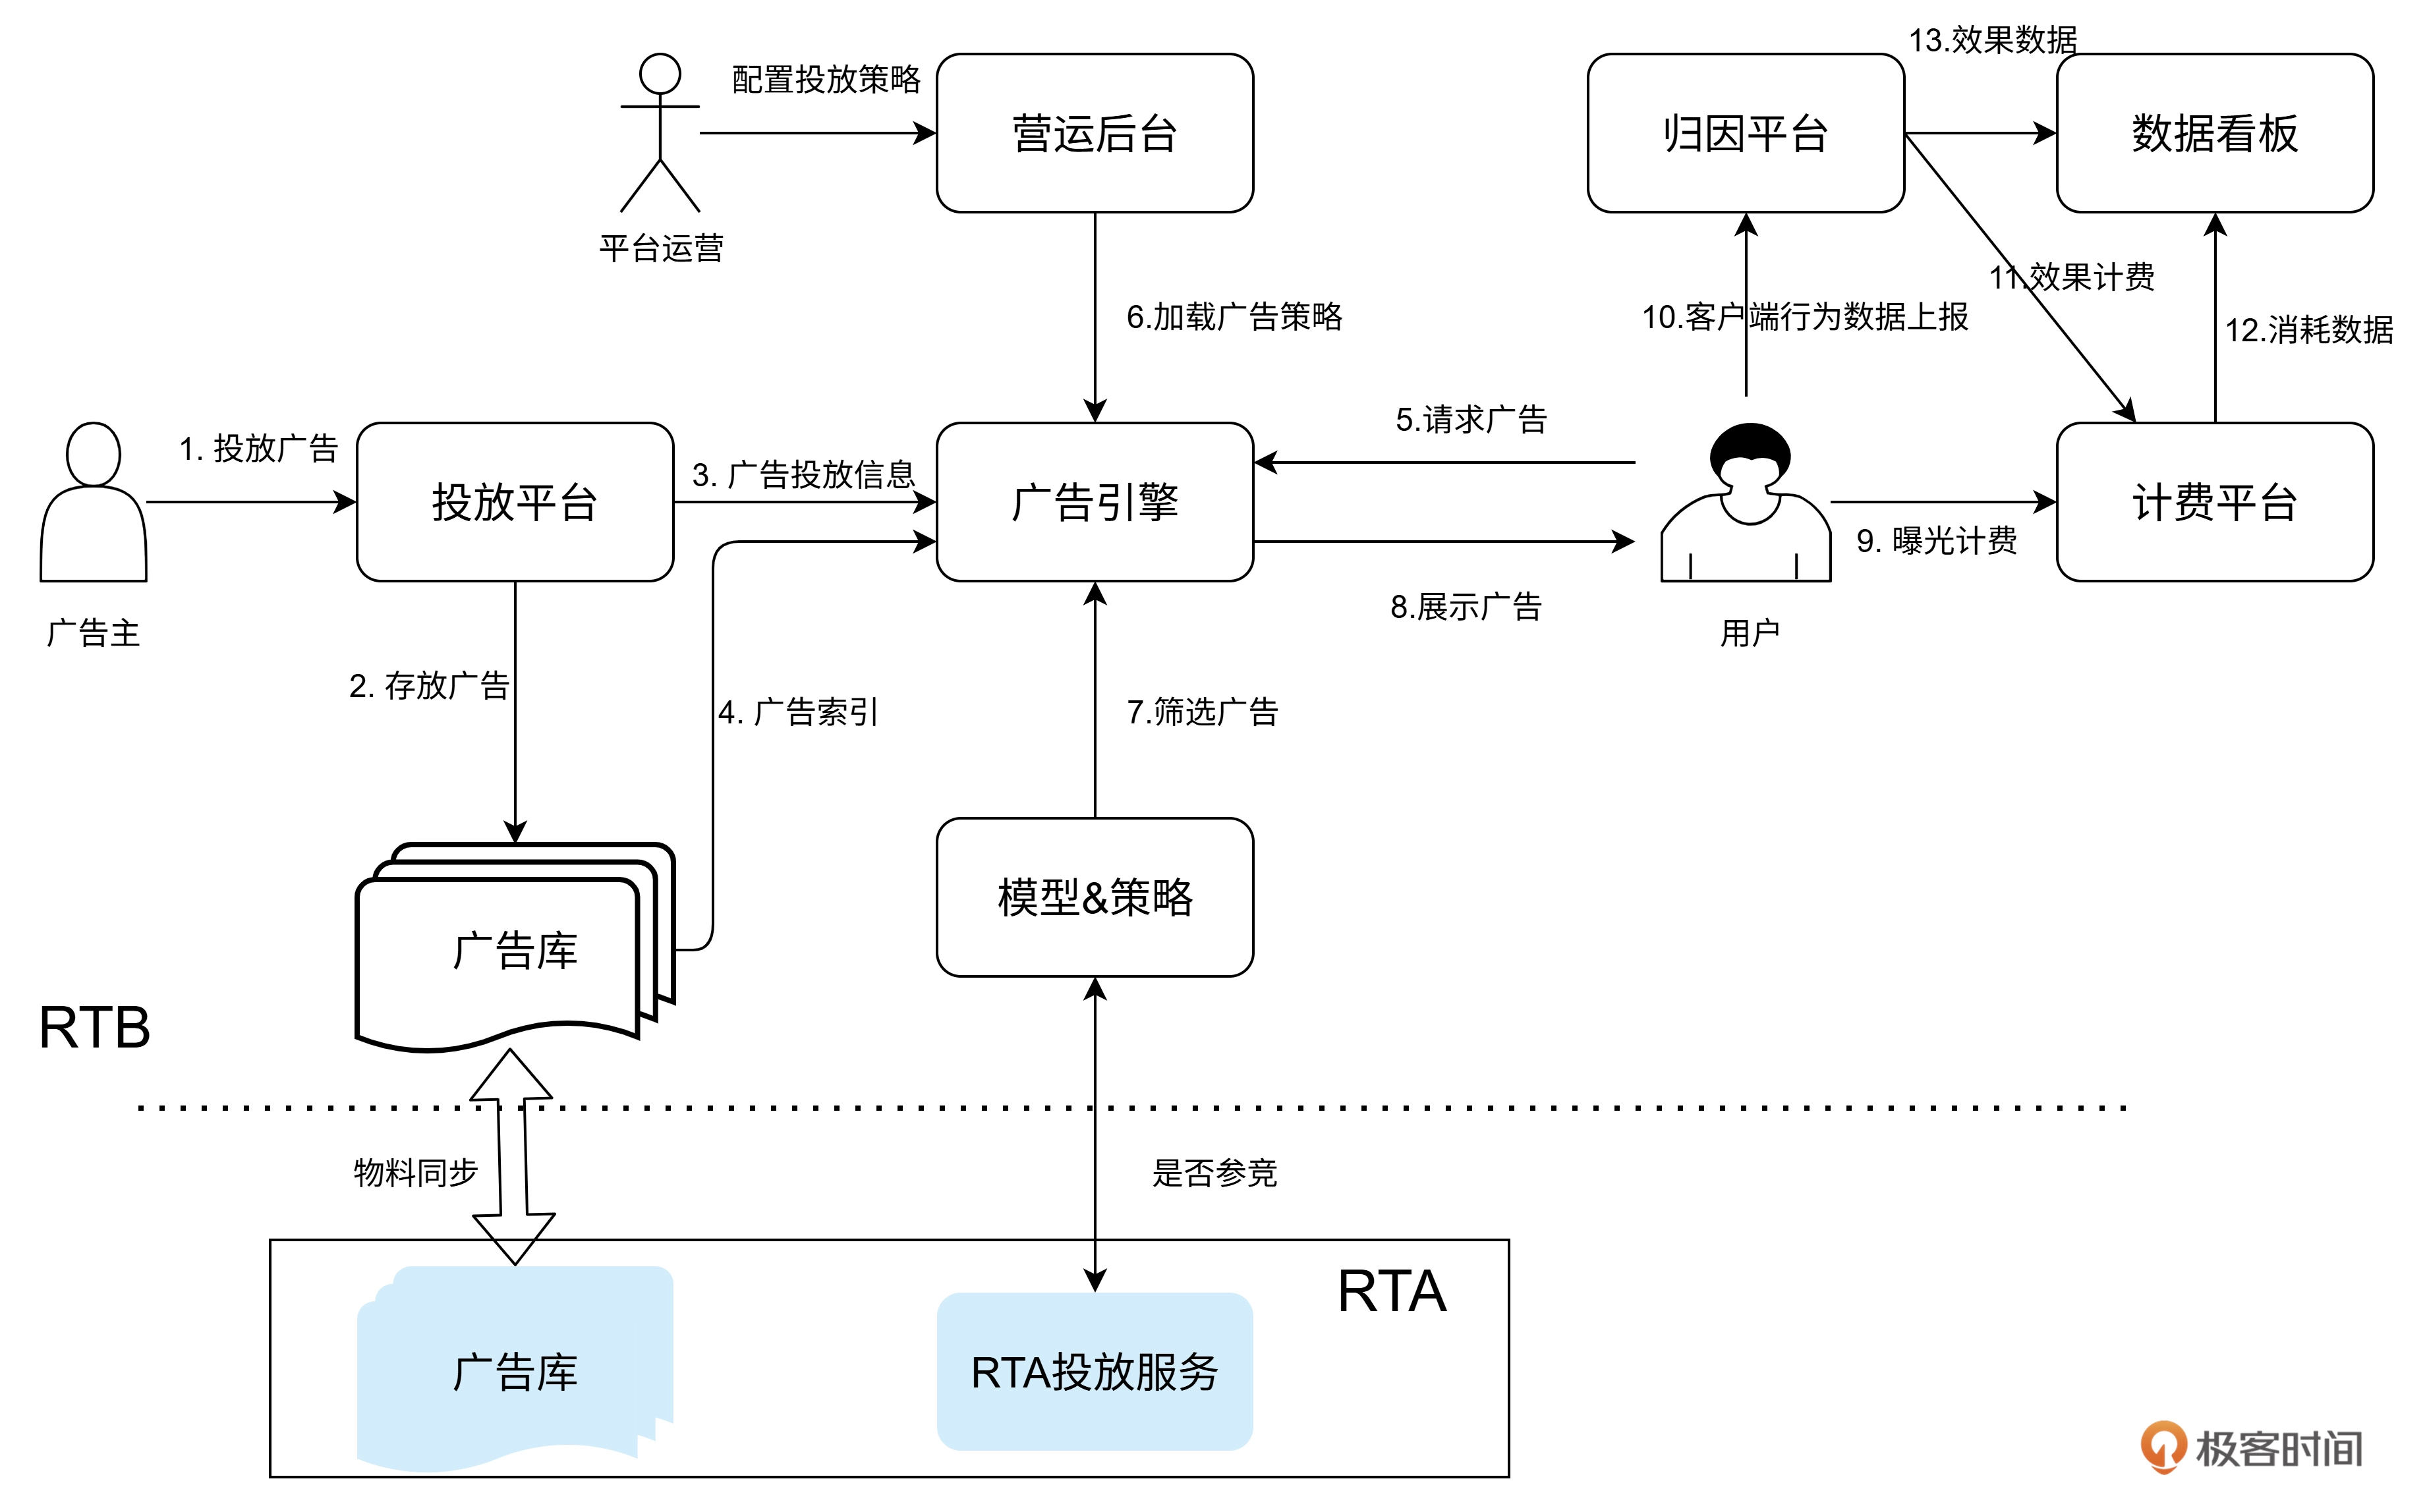 13.效果数据
配置投放策略
营运后台
归因平台
数据看板
平台运营
11.效果计费
6.加载广告策略
10.客户端行为数据上报
12.消耗数据
5.请求广告
1. 投放广告
3. 广告投放信息
投放平台
广告引擎
计费平台
9. 曝光计费
8.展示广告
广告主
用户
2. 存放广告
4. 广告索引
7.筛选广告
模型&策略
广告库
RTB
物料同步
是否参竞
RTA
广告库
RTA投放服务
极客时间